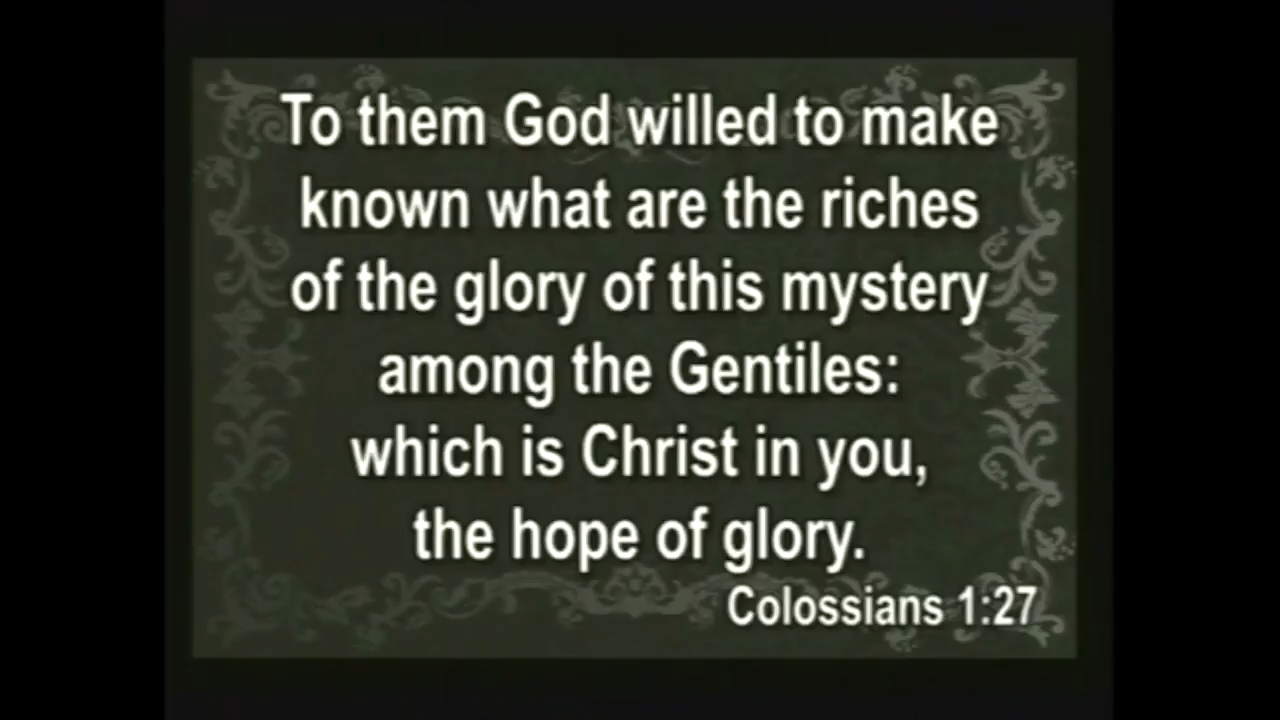 To them God willed to make
known what are the riches
of the glory of this mystery
among the Gentiles:
which is Christ in you,
the hope of glory.
Colossians 1:27